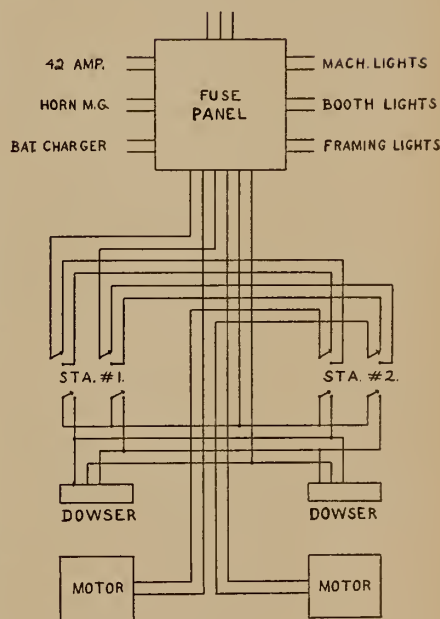 42 AMP.
HORN M.G.
BAT. CHARGER
FUSE
PANEL
MACH. LIGHTS
BOOTH LIGHTS
FRAMING LIGHTS
STA. #1.
STA. #2.
DOWSER
DOWSER
MOTOR
MOTOR